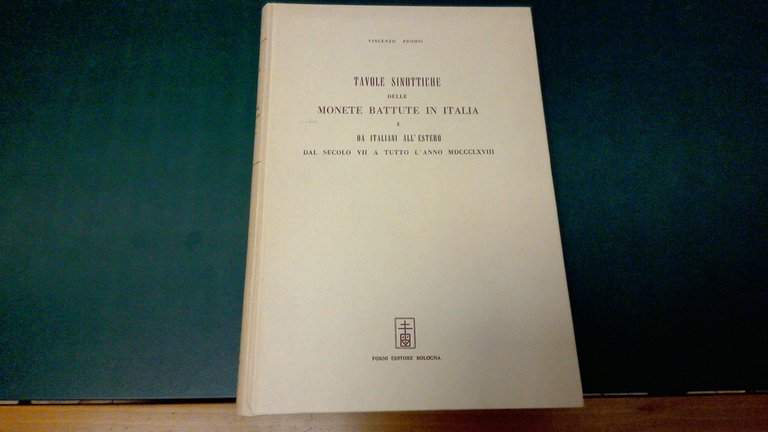 VINCENZO PROMIS
TAVOLE SINOTTICHE
DELLE
MONETE BATTUTE IN ITALIA
E
DA ITALIANI ALL'ESTERO
DAL SECOLO VII A TUTTO L'ANNO MDCCCLXVIII
FORNI EDITORE BOLOGNA